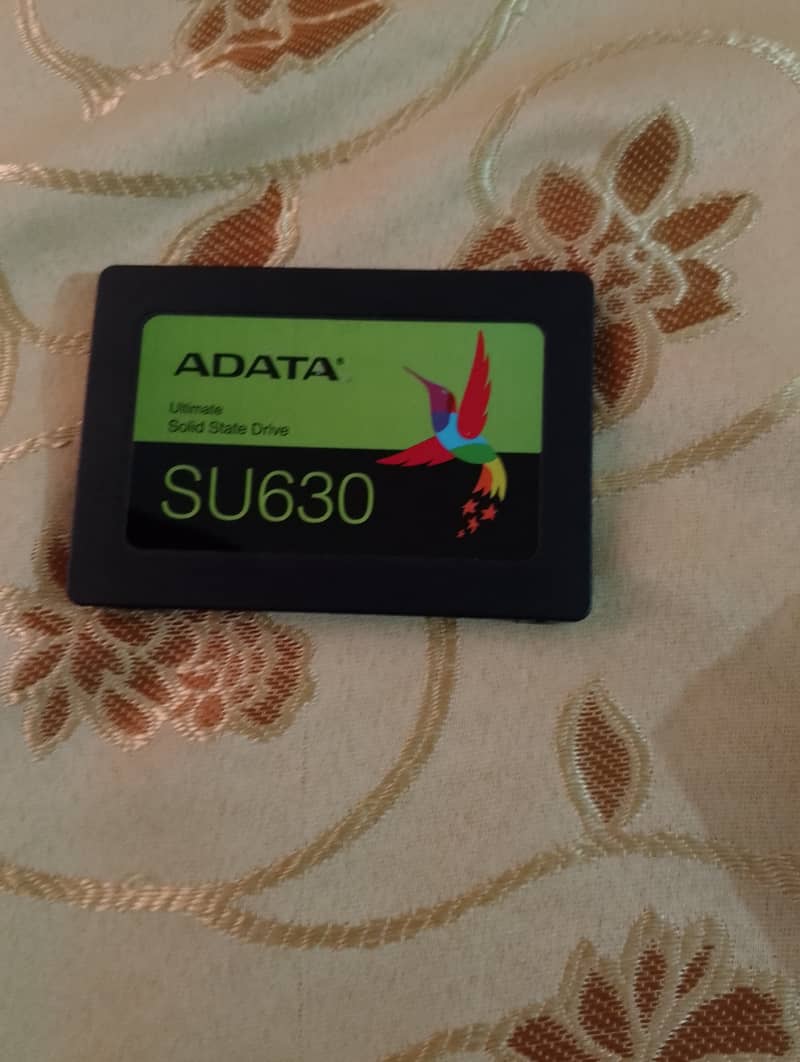 ADATA®
Ultimate
Solid State Drive
SU630